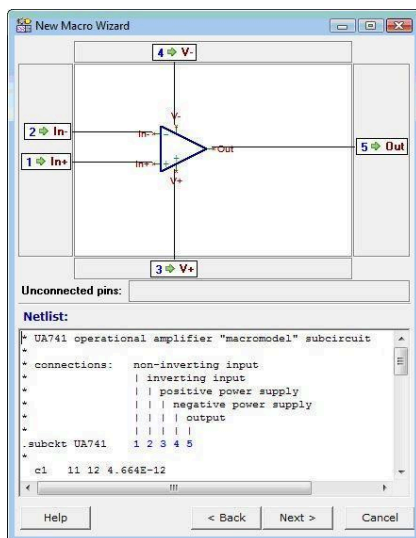 New Macro Wizard
4 V-
V-
2 In-
In-
Out
5 Out
1 In+
In+
V+
3 V+
Unconnected pins:
Netlist:
* UA741 operational amplifier "macromodel" subcircuit
*
* connections: non-inverting input
* | inverting input
* | | positive power supply
* | | | negative power supply
* | | | | output
* | | | | |
.subckt UA741 1 2 3 4 5
*
c1 11 12 4.664E-12
Help
< Back
Next >
Cancel